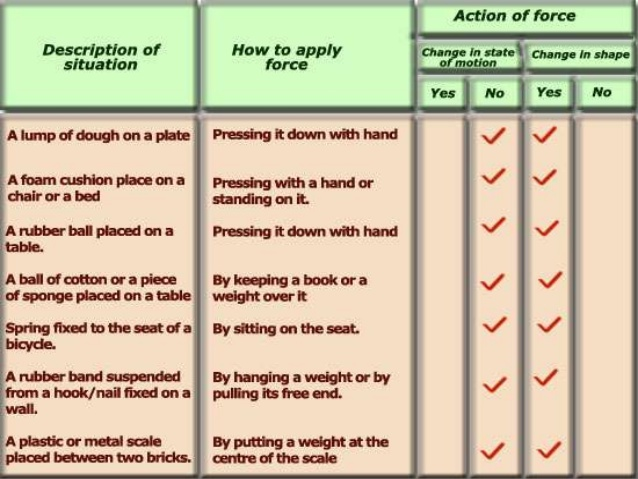 Action of force
Description of
situation
How to apply
force
Change in state
of motion
Change in shape
Yes
No
Yes
No
A lump of dough on a plate
Pressing it down with hand
A foam cushion place on a
chair or a bed
Pressing with a hand or
standing on it.
A rubber ball placed on a
table.
Pressing it down with hand
A ball of cotton or a piece
of sponge placed on a table
By keeping a book or a
weight over it
Spring fixed to the seat of a
bicycle.
By sitting on the seat.
A rubber band suspended
from a hook/nail fixed on a
wall.
By hanging a weight or by
pulling its free end.
A plastic or metal scale
placed between two bricks.
By putting a weight at the
centre of the scale